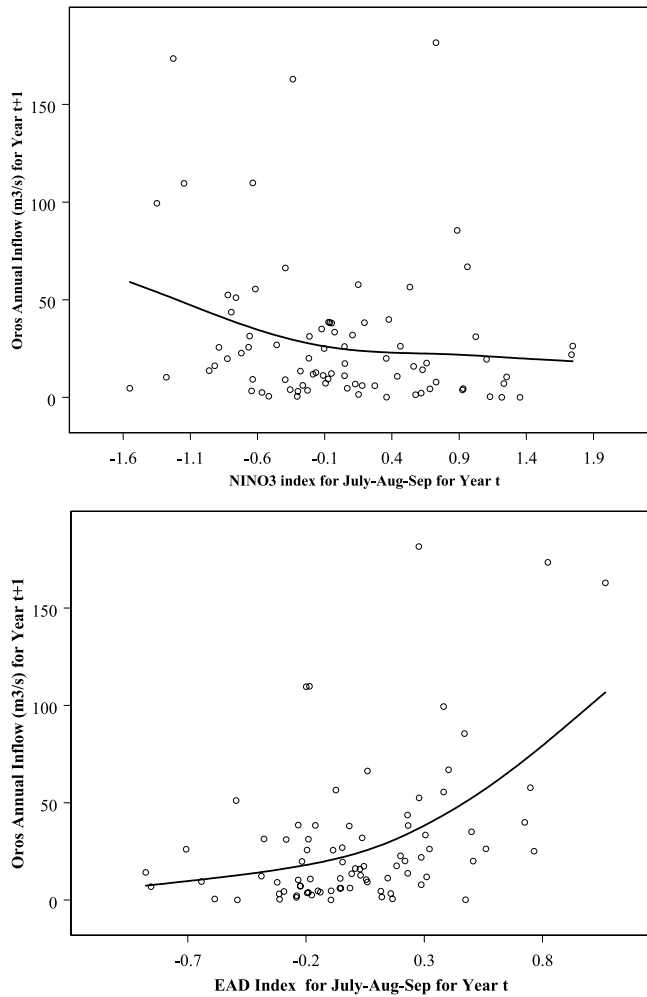 Oros Annual Inflow (m3/s) for Year t+1
150
100
50
0
-1.6 -1.1 -0.6 -0.1 0.4 0.9 1.4 1.9
NINO3 index for July-Aug-Sep for Year t
Oros Annual Inflow (m3/s) for Year t+1
150
100
50
0
-0.7 -0.2 0.3 0.8
EAD Index for July-Aug-Sep for Year t